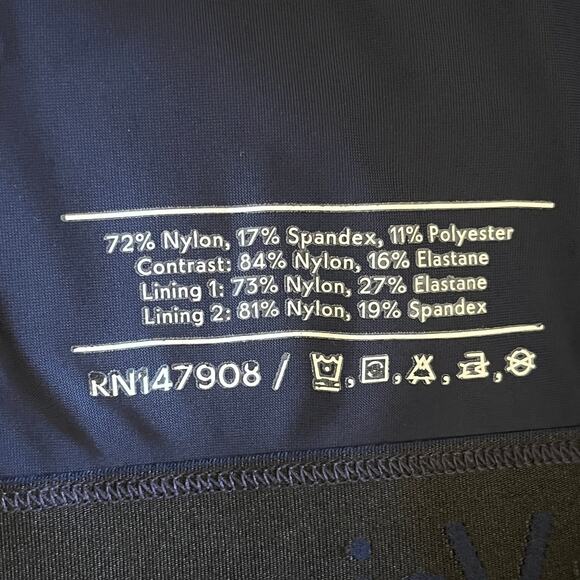 72% Nylon, 17% Spandex, 11% Polyester
Contrast: 84% Nylon, 16% Elastane
Lining 1: 73% Nylon, 27% Elastane
Lining 2: 81% Nylon, 19% Spandex
RN147908 /